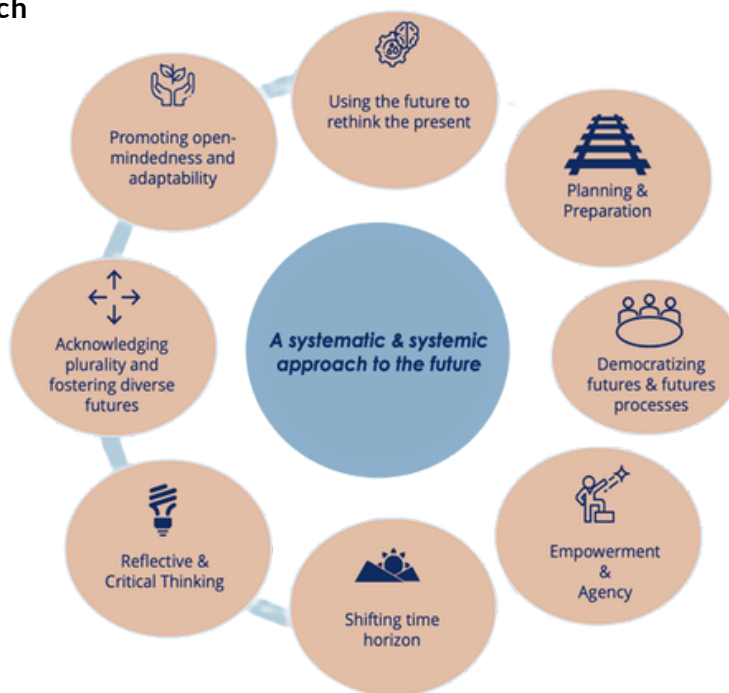 ch
Using the future to
rethink the present
Planning &
Preparation
Democratizing
futures & futures
processes
Empowerment
&
Agency
Shifting time
horizon
Reflective &
Critical Thinking
Acknowledging
plurality and
fostering diverse
futures
Promoting open-
mindedness and
adaptability
A systematic & systemic
approach to the future